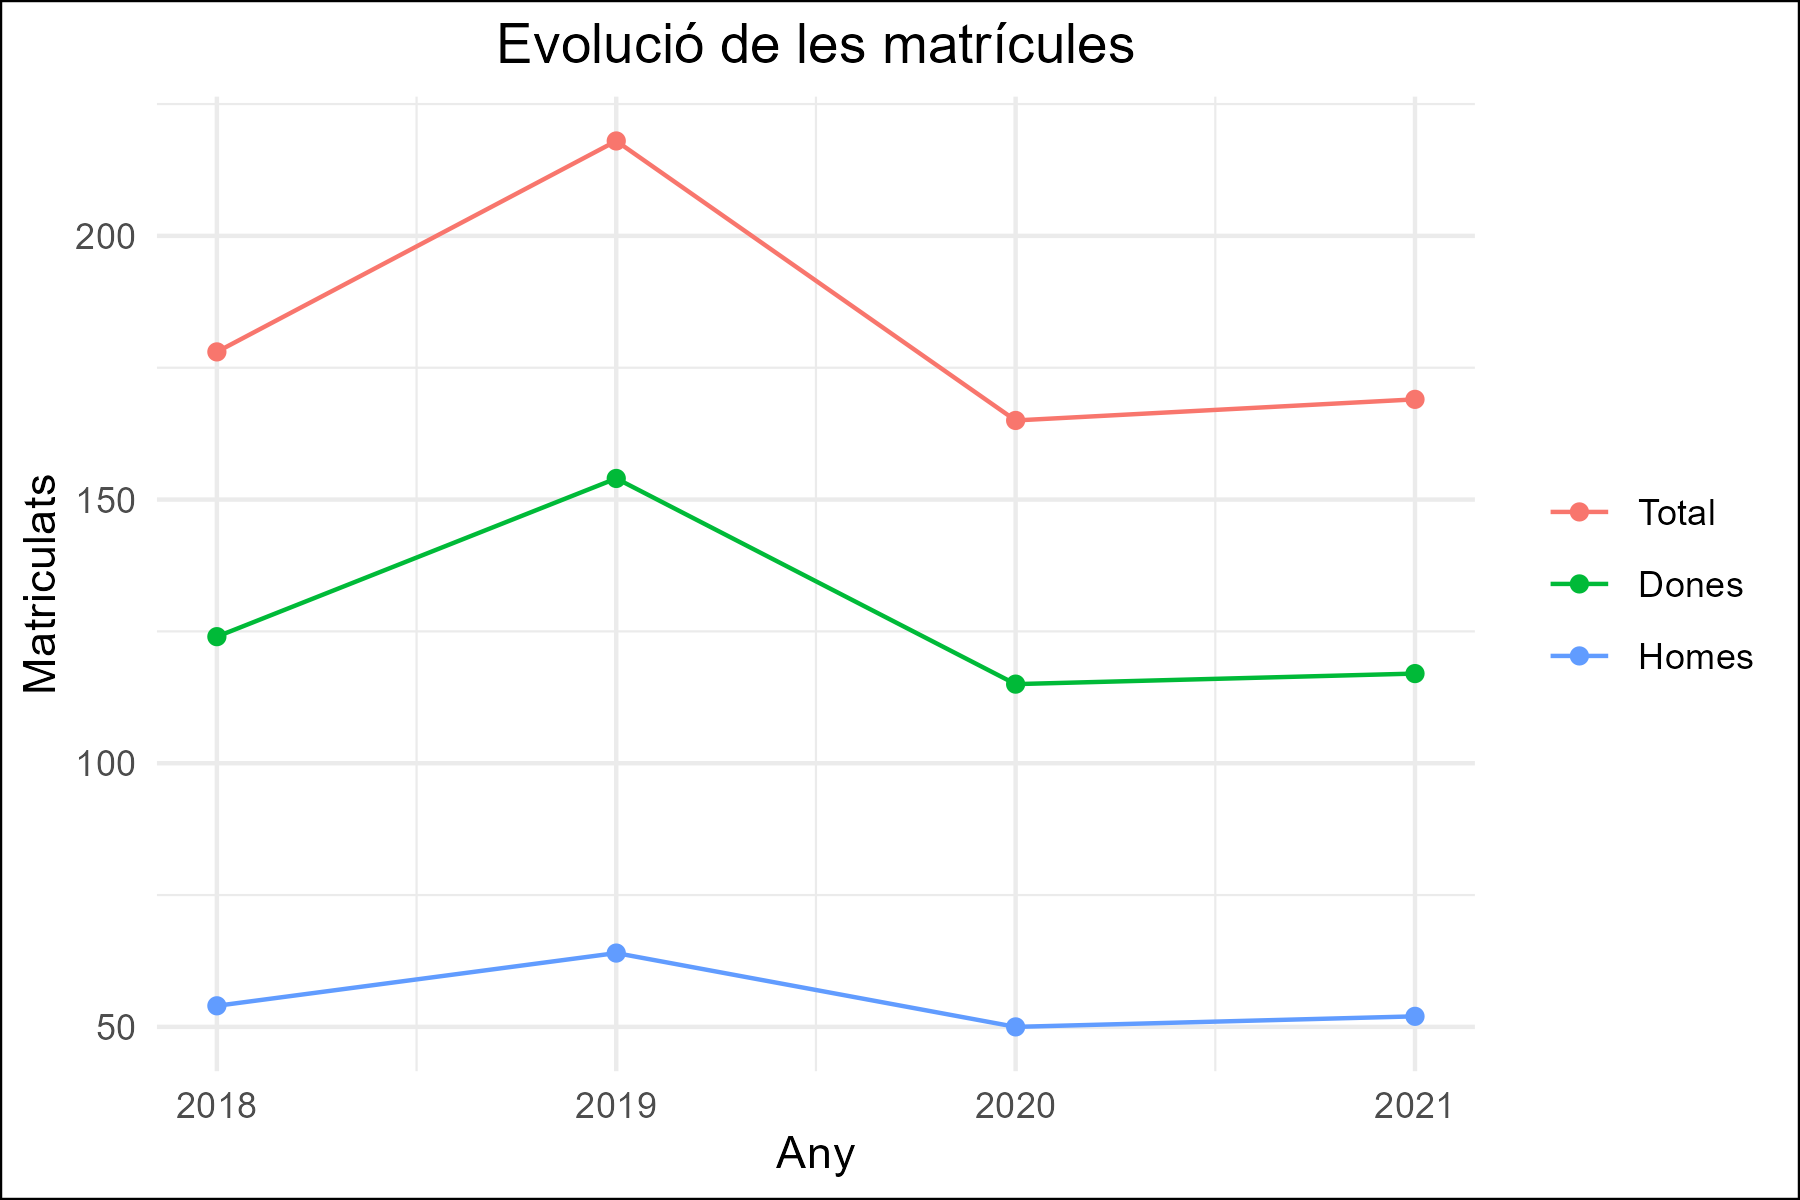 Evolució de les matrícules
Matriculats
200
150
100
50
2018
2019
2020
2021
Any
Total
Dones
Homes